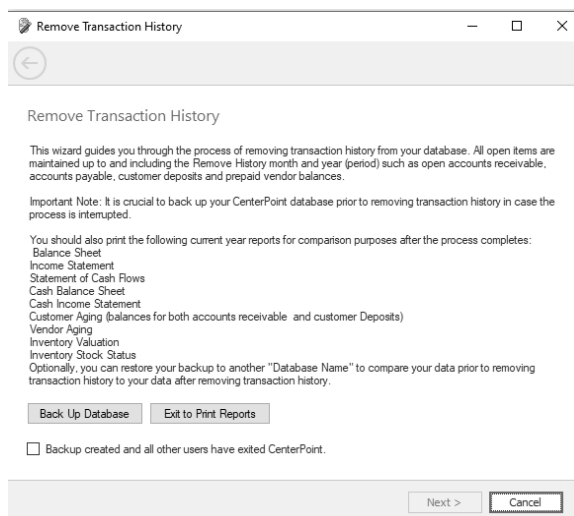 Remove Transaction History
Remove Transaction History
This wizard guides you through the process of removing transaction history from your database. All open items are
maintained up to and including the Remove History month and year (period) such as open accounts receivable,
accounts payable, customer deposits and prepaid vendor balances.
Important Note: It is crucial to back up your CenterPoint database prior to removing transaction history in case the
process is interrupted.
You should also print the following current year reports for comparison purposes after the process completes:
Balance Sheet
Income Statement
Statement of Cash Flows
Cash Balance Sheet
Cash Income Statement
Customer Aging (balances for both accounts receivable and customer Deposits)
Vendor Aging
Inventory Valuation
Inventory Stock Status
Optionally, you can restore your backup to another "Database Name" to compare your data prior to removing
transaction history to your data after removing transaction history.
Back Up Database Exit to Print Reports
Backup created and all other users have exited CenterPoint.
Next > Cancel